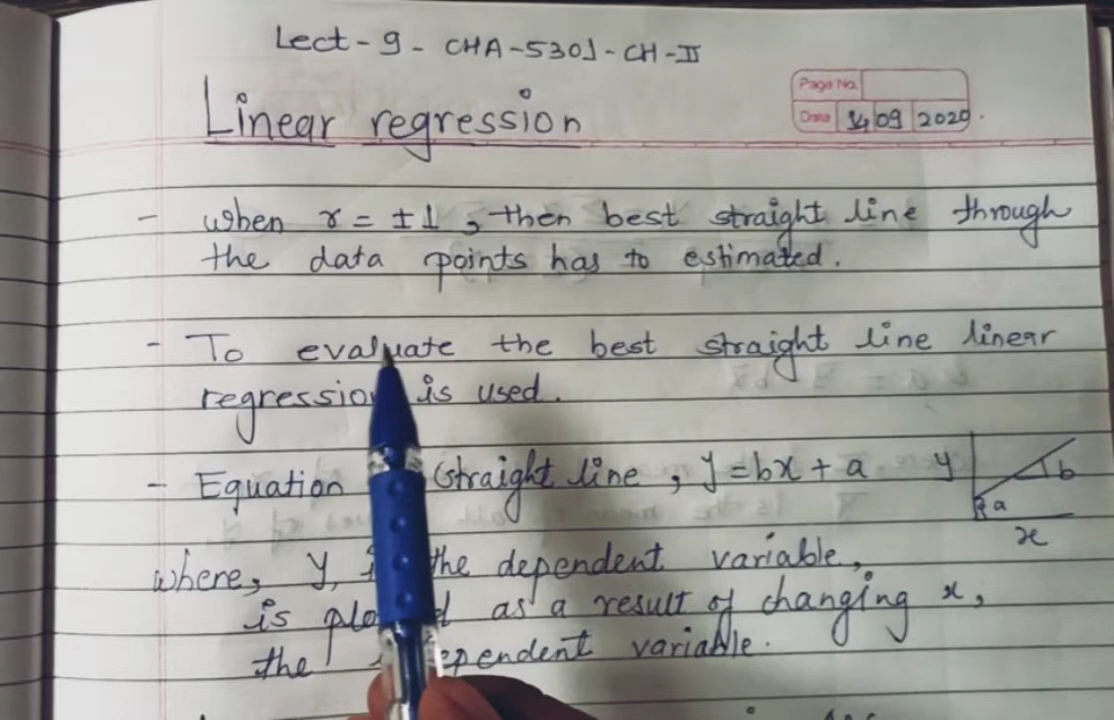 Lect - 9 - CHA-5301-CH-II
Linear regression
Page No.
Date 14 09 2020.
- when r = ±1, then best straight line through
the data points has to estimated.
- To evaluate the best straight line linear
regression is used.
- Equation straight line, y = bx + a
y b
a
x
where, y, the dependent variable,
is as a result of changing x,
the variable.